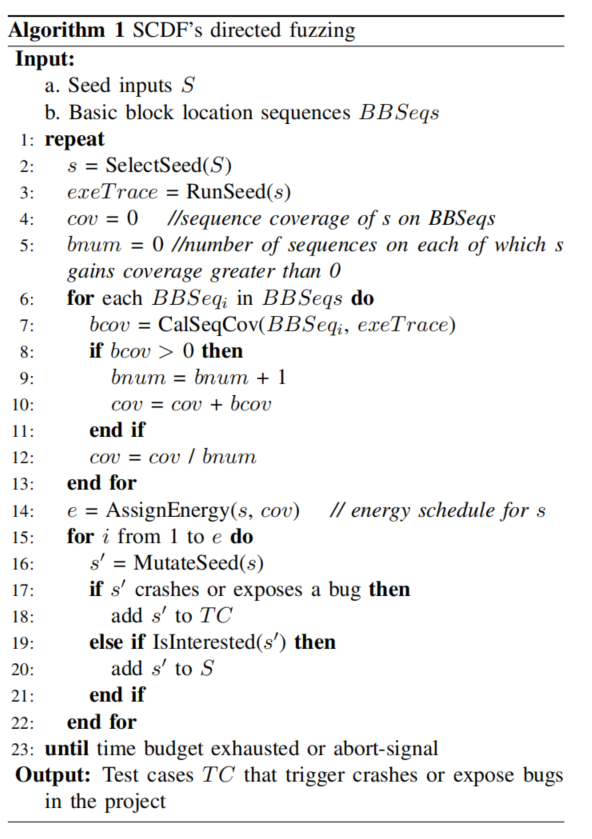 Algorithm 1 SCDF's directed fuzzing
Input:
a. Seed inputs S
b. Basic block location sequences BBSeqs
1: repeat
2: s = SelectSeed(S)
3: exeTrace = RunSeed(s)
4: cov = 0 //sequence coverage of s on BBSeqs
5: bnum = 0 //number of sequences on each of which s
gains coverage greater than 0
6: for each BBSeqᵢ in BBSeqs do
7: bcov = CalSeqCov(BBSeqᵢ, exeTrace)
8: if bcov > 0 then
9: bnum = bnum + 1
10: cov = cov + bcov
11: end if
12: cov = cov / bnum
13: end for
14: e = AssignEnergy(s, cov) // energy schedule for s
15: for i from 1 to e do
16: s′ = MutateSeed(s)
17: if s′ crashes or exposes a bug then
18: add s′ to TC
19: else if IsInterested(s′) then
20: add s′ to S
21: end if
22: end for
23: until time budget exhausted or abort-signal
Output: Test cases TC that trigger crashes or expose bugs
in the project